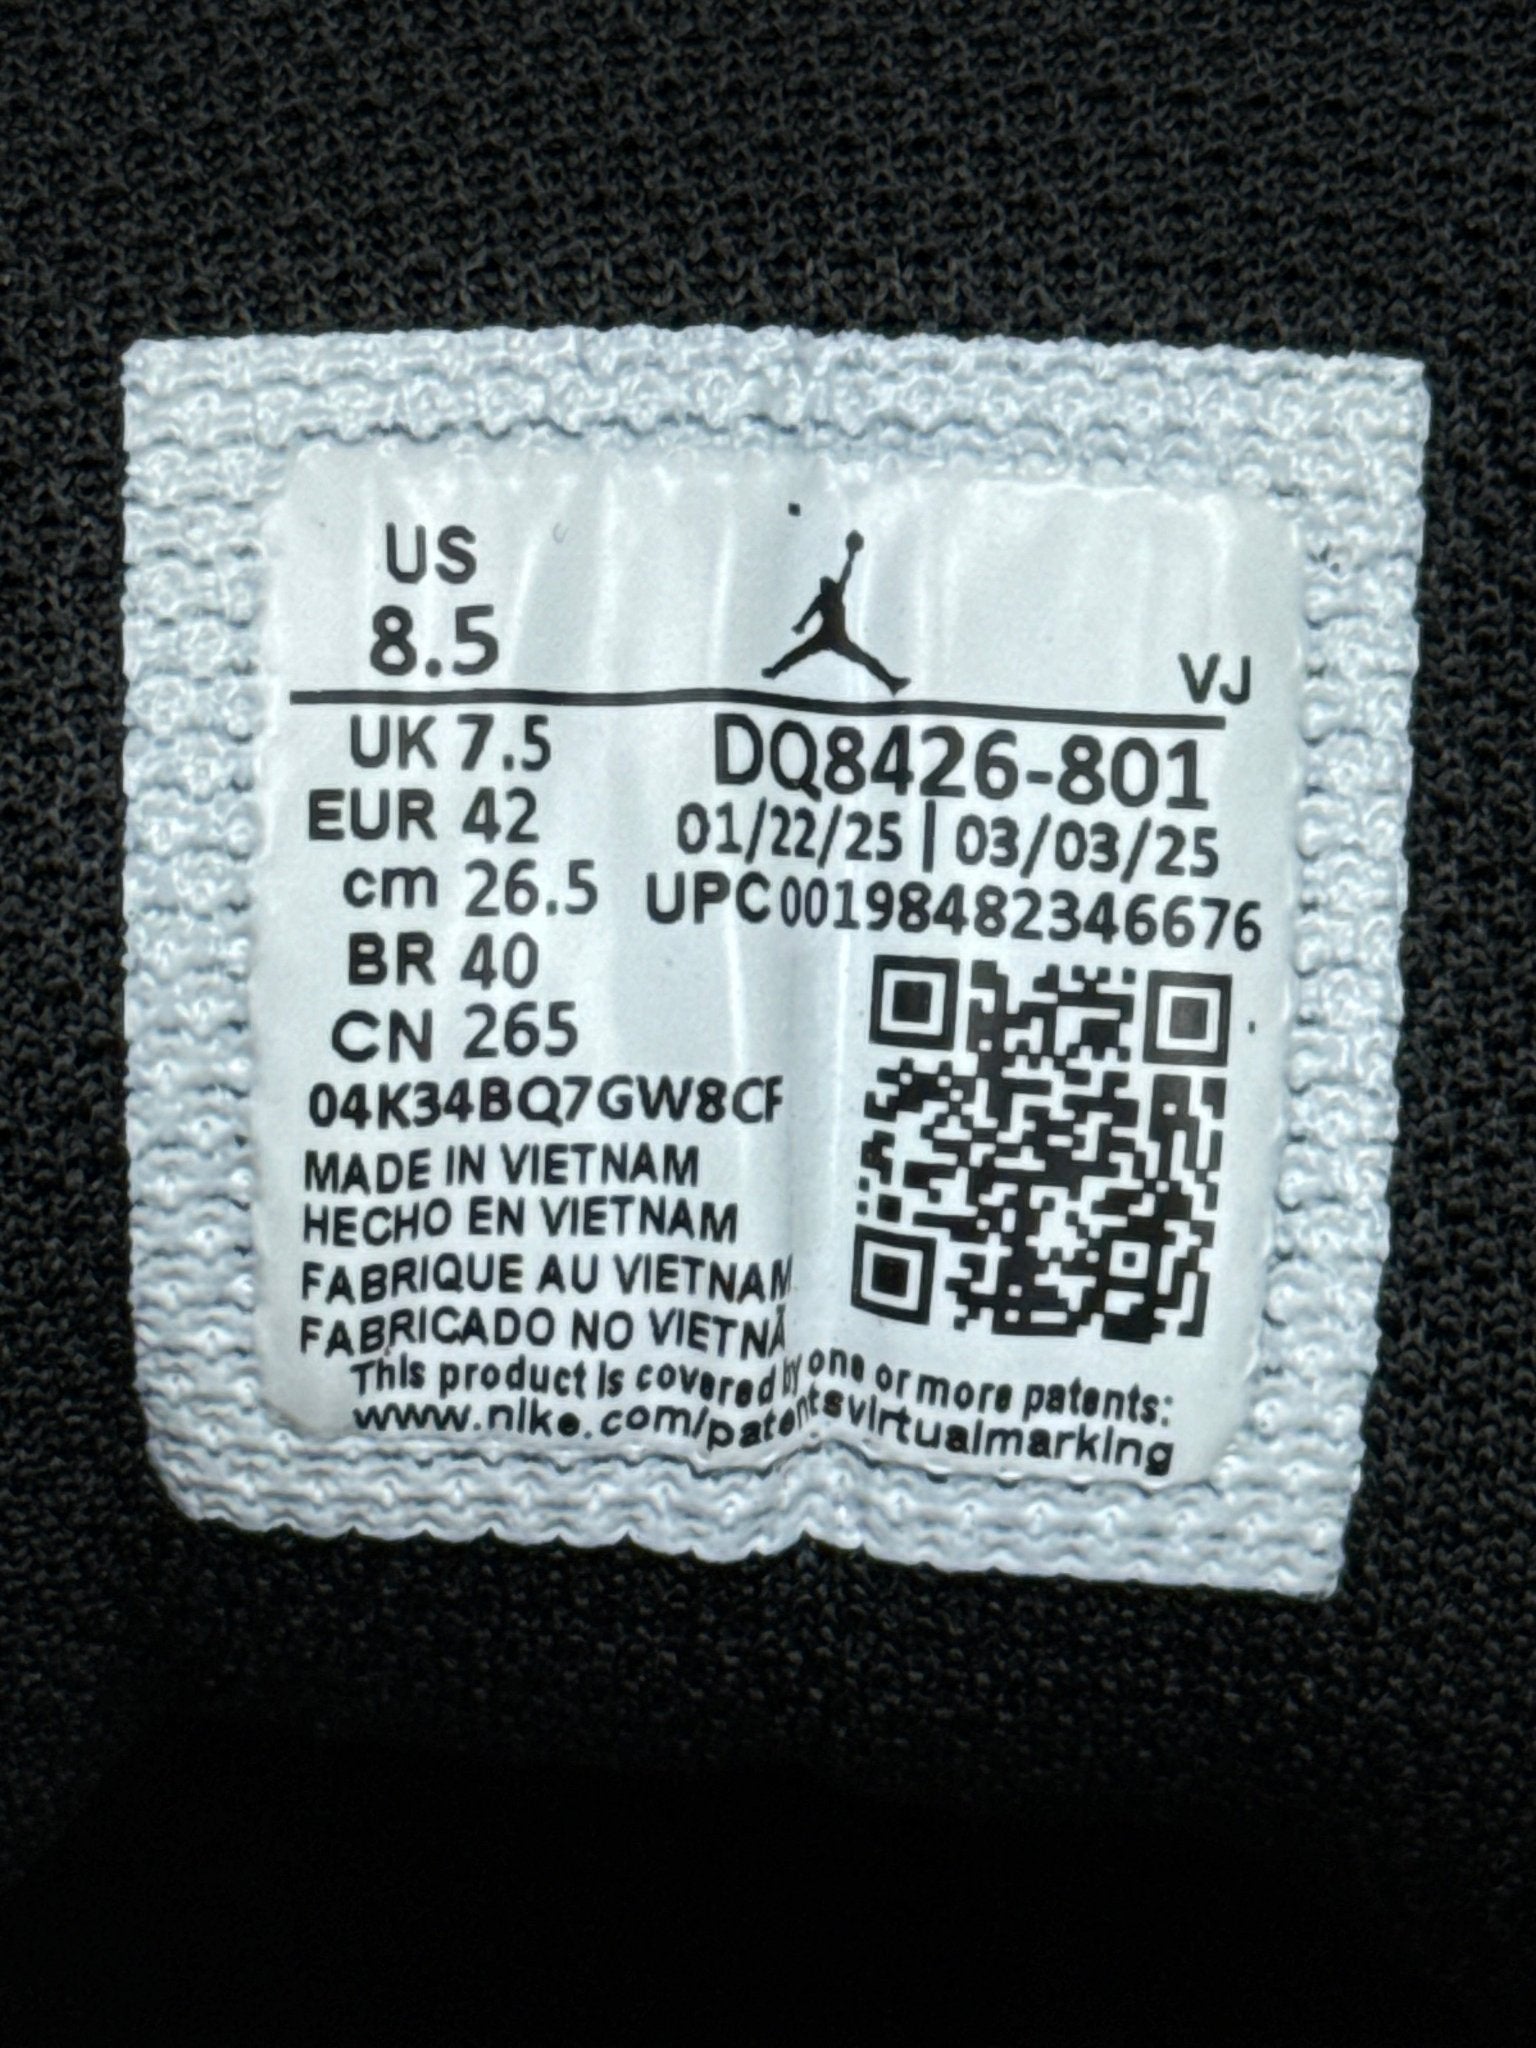 US
8.5
VJ
UK 7.5
EUR 42
cm 26.5
BR 40
CN 265
DQ8426-801
01/22/25 | 03/03/25
UPC00198482346676
04K34BQ7GW8CF
MADE IN VIETNAM
HECHO EN VIETNAM
FABRIQUE AU VIETNAM
FABRICADO NO VIETNÃ
This product is covered by one or more patents:
www.nike.com/patentsvirtualmarking